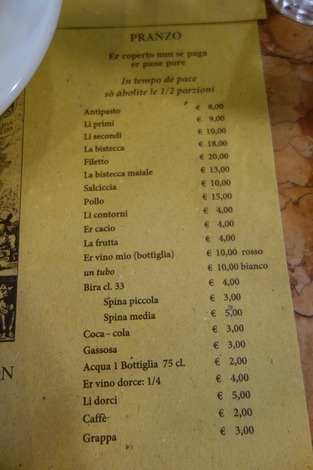 PRANZO
Er coperto nun se paga
er pane pure
In tempo de pace
sò abolite le 1/2 porzioni
Antipasto € 8,00
Li primi € 9,00
Li secondi € 10,00
La bistecca € 18,00
Filetto € 20,00
La bistecca maiale € 13,00
Salciccia € 10,00
Pollo € 15,00
Li contorni € 4,00
Er cacio € 4,00
La frutta € 4,00
Er vino mio (bottiglia) € 10,00 rosso
un tubo € 10,00 bianco
Bira cl. 33 € 4,00
Spina piccola € 3,00
Spina media € 5,00
Coca - cola € 3,00
Gassosa € 3,00
Acqua 1 Bottiglia 75 cl. € 2,00
Er vino dorce: 1/4 € 4,00
Li dorci € 5,00
Caffè € 2,00
Grappa € 3,00
N